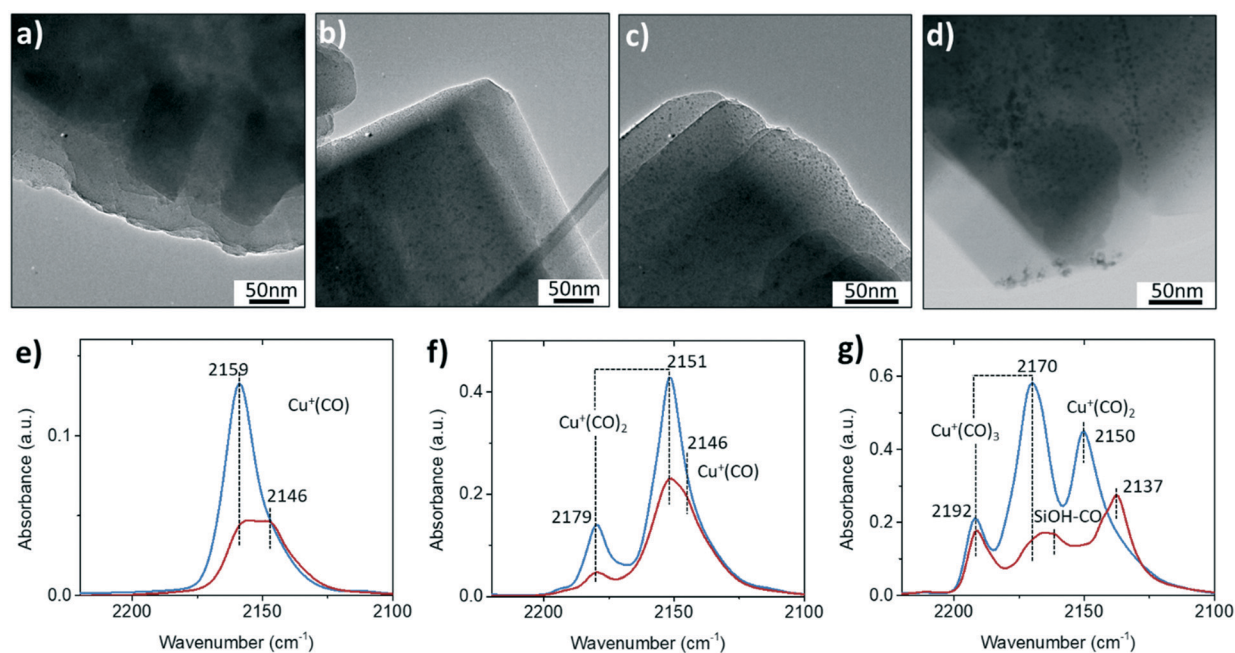 a)
b)
c)
d)
50nm
50nm
50nm
50nm
e)
2159
Cu⁺(CO)
2146
0.1
0.0
Absorbance (a.u.)
2200
2150
2100
Wavenumber (cm⁻¹)
f)
2151
Cu⁺(CO)₂
2146
Cu⁺(CO)
2179
0.4
0.2
0.0
Absorbance (a.u.)
2200
2150
2100
Wavenumber (cm⁻¹)
g)
2170
Cu⁺(CO)₃
Cu⁺(CO)₂
2150
2192
SiOH-CO
2137
0.6
0.4
0.2
0.0
Absorbance (a.u.)
2200
2150
2100
Wavenumber (cm⁻¹)